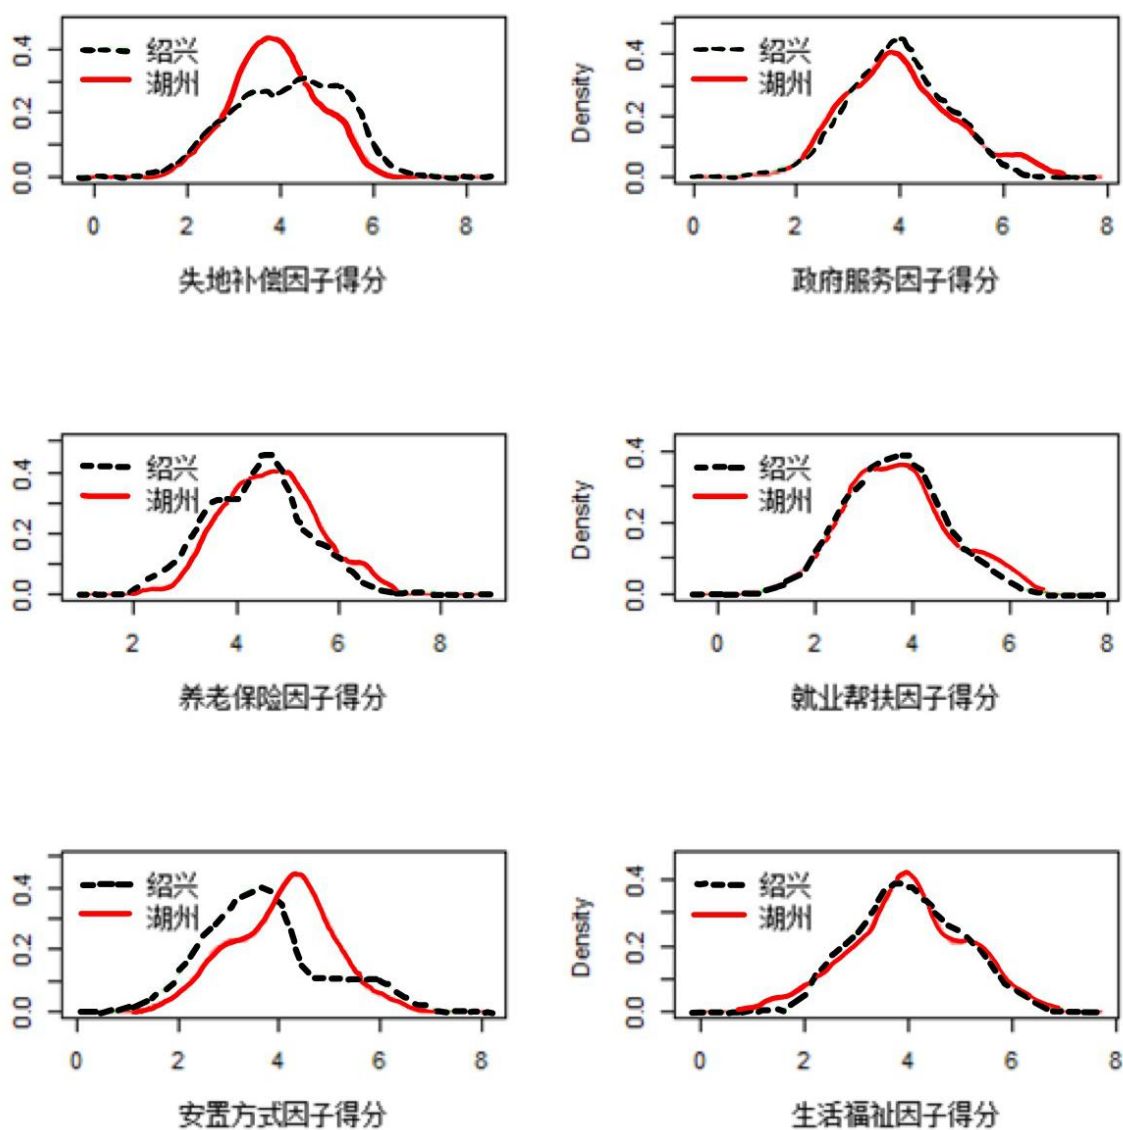 0.4
0.2
0.0
绍兴
湖州
0 2 4 6 8
失地补偿因子得分
Density
0.4
0.2
0.0
绍兴
湖州
0 2 4 6 8
政府服务因子得分
0.4
0.2
0.0
绍兴
湖州
2 4 6 8
养老保险因子得分
Density
0.4
0.2
0.0
绍兴
湖州
0 2 4 6 8
就业帮扶因子得分
0.4
0.2
0.0
绍兴
湖州
0 2 4 6 8
安置方式因子得分
Density
0.4
0.2
0.0
绍兴
湖州
0 2 4 6 8
生活福祉因子得分